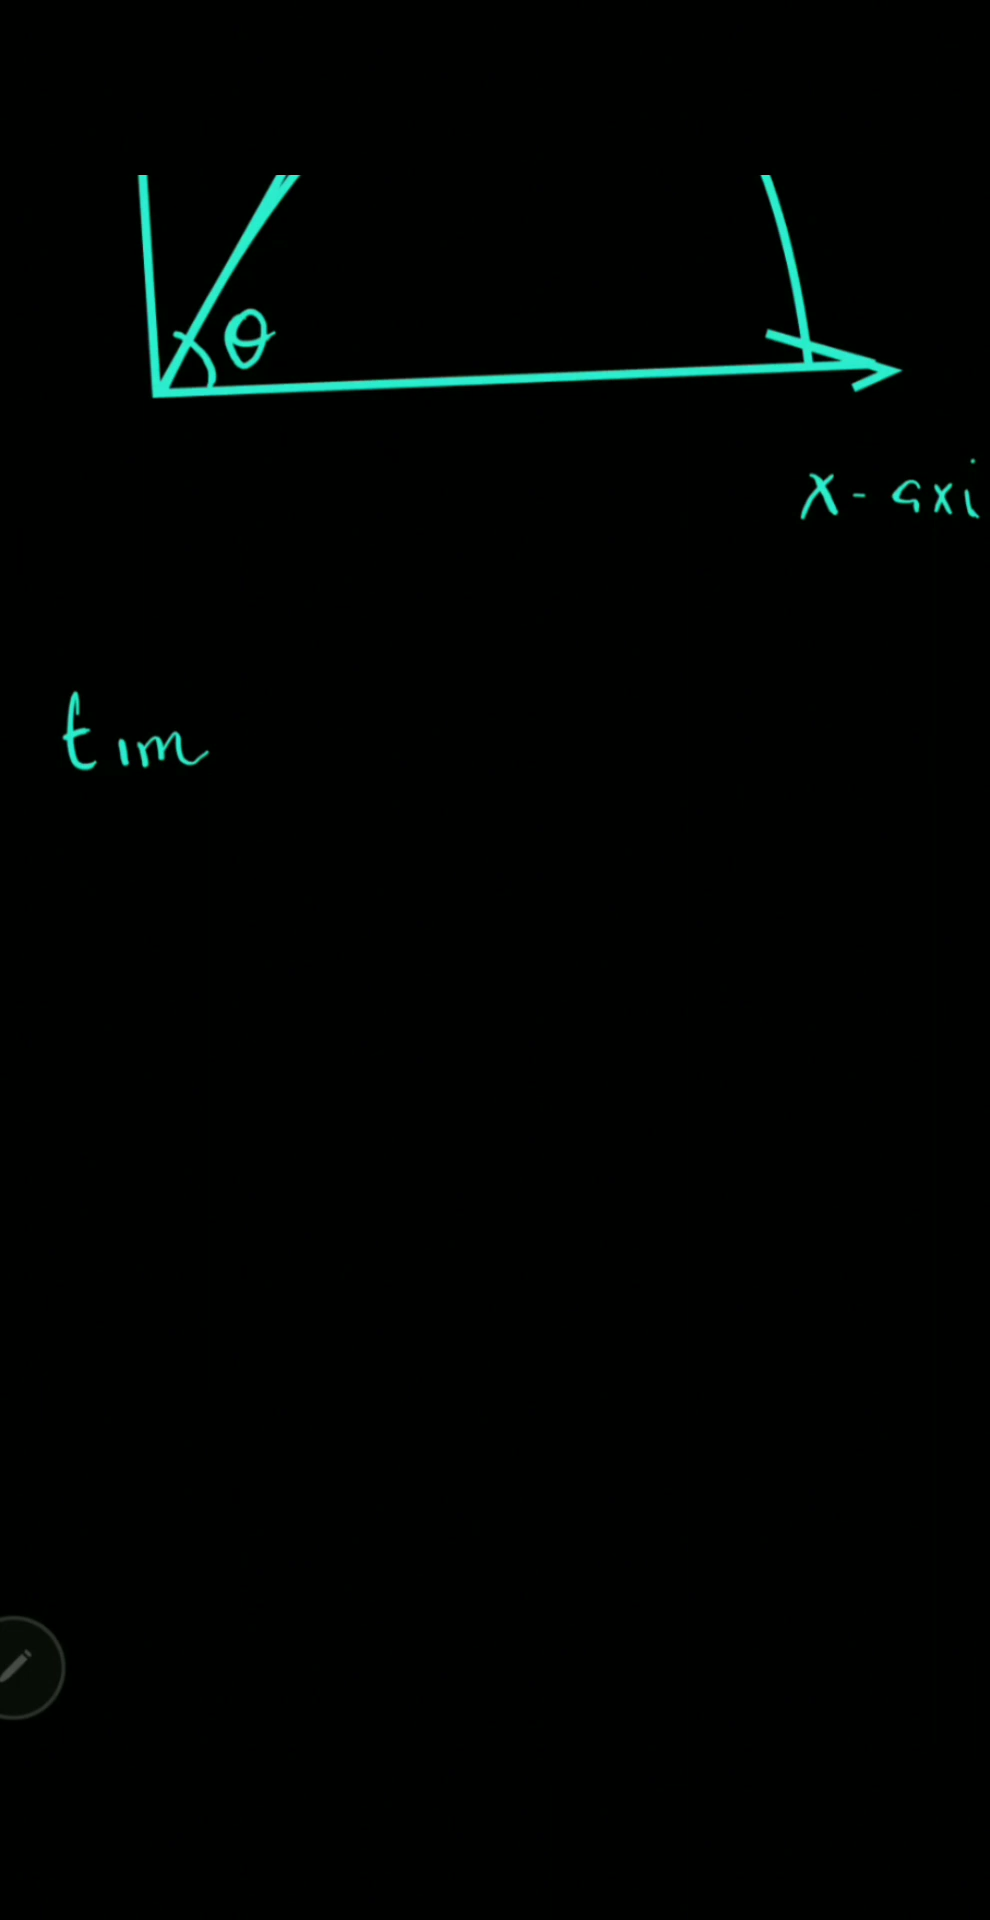 θ
x - axi
tim